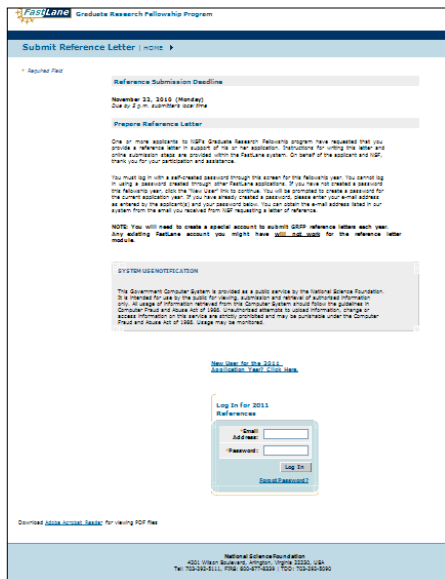 FastLane Graduate Research Fellowship Program
Submit Reference Letter | HOME
* Required Field
Reference Submission Deadline
November 22, 2010 (Monday)
Due by 5 p.m. submitter's local time
Prepare Reference Letter
One or more applicants to NSF's Graduate Research Fellowship program have requested that you
provide a reference letter in support of his or her application. Instructions for writing this letter and
online submission steps are provided within the FastLane system. On behalf of the applicant and NSF,
thank you for your participation and assistance.
You must log in with a self-created password through this screen for this fellowship year. You cannot log
in using a password created through other FastLane applications. If you have not created a password
this fellowship year, click the "New User" link to continue. You will be prompted to create a password for
the current application year. If you have already created a password, please enter your e-mail address
as entered by the applicant(s) and your password below. You can obtain the e-mail address listed in our
system from the email you received from NSF requesting a letter of reference.
NOTE: You will need to create a special account to submit GRFP reference letters each year.
Any existing FastLane account you might have will not work for the reference letter
module.
SYSTEM USE NOTIFICATION
This Government Computer System is provided as a public service by the National Science Foundation.
It is intended for use by the public for viewing, submission and retrieval of authorized information
only. All usage of information retrieved from this Computer System should follow the guidelines in
Computer Fraud and Abuse Act of 1986. Unauthorized attempts to upload information, change or
access information on this service are strictly prohibited and may be punishable under the Computer
Fraud and Abuse Act of 1986. Usage may be monitored.
New User for the 2011
Application Year? Click Here.
Log In for 2011
References
*Email
Address:
*Password:
Log In
Forgot Password?
Download Adobe Acrobat Reader for viewing PDF files
National Science Foundation
4201 Wilson Boulevard, Arlington, Virginia 22230, USA
Tel: 703-292-5111, FIRS: 800-877-8339 | TDD: 703-292-5090